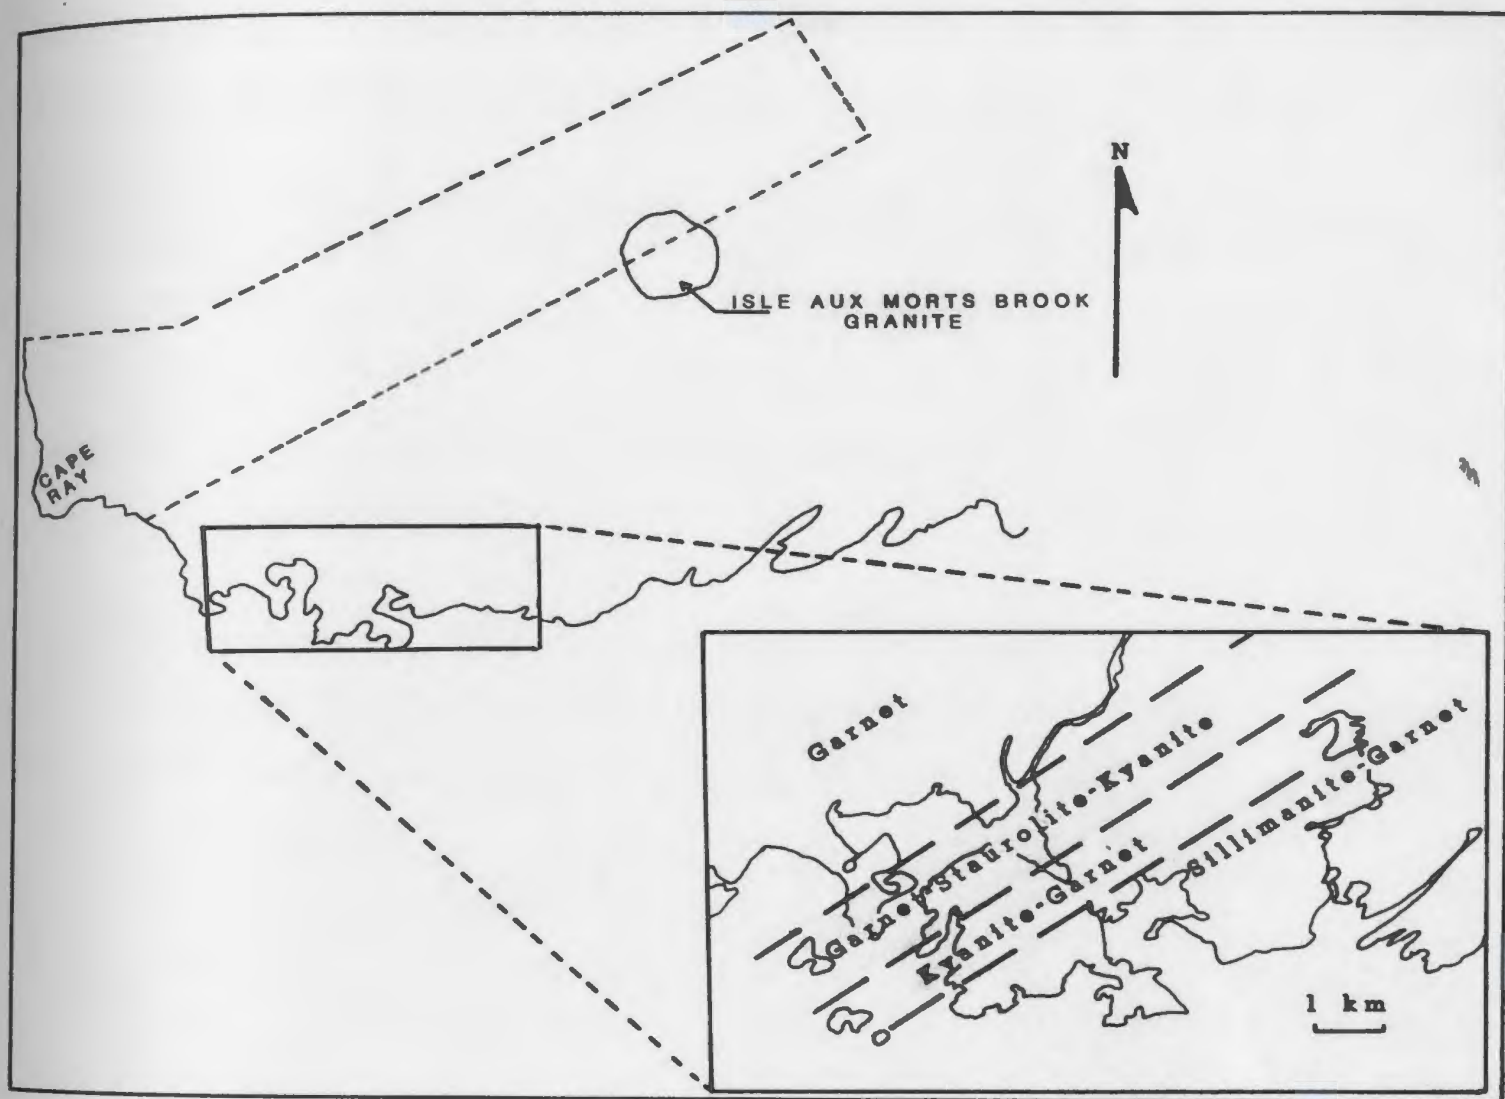 N
ISLE AUX MORTS BROOK
GRANITE
CAPE
RAY
Garnet
Garnet-Staurolite-Kyanite
Kyanite-Garnet
Sillimanite-Garnet
1 km